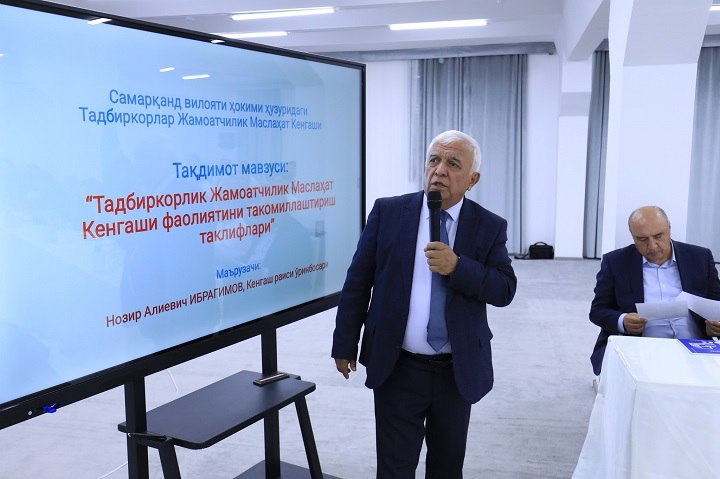 Самарқанд вилояти ҳокими ҳузуридаги
Тадбиркорлар Жамоатчилик Маслаҳат Кенгаши
Тақдимот мавзуси:
“Тадбиркорлик Жамоатчилик Маслаҳат
Кенгаши фаолиятини такомиллаштириш
таклифлари”
Маърузачи:
Нозир Алиевич ИБРАГИМОВ, Кенгаш раиси ўринбосари